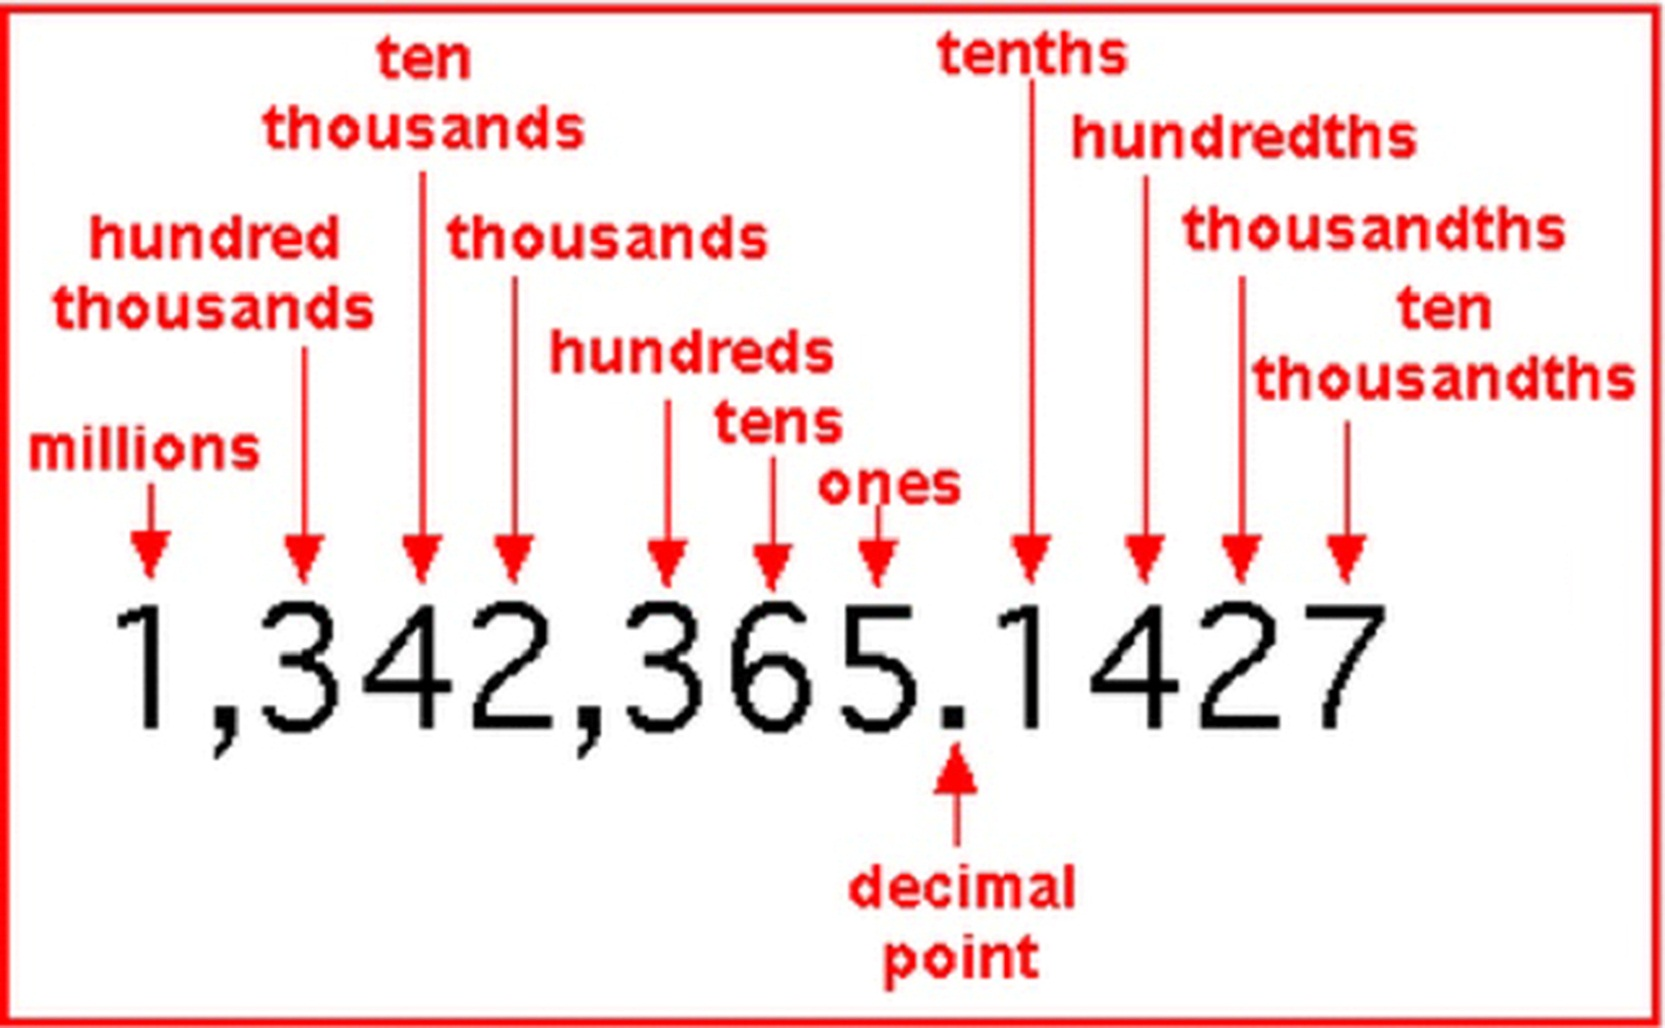 ten
thousands
tenths
hundredths
hundred
thousands
thousands
thousandths
hundreds
ten
thousandths
tens
millions
ones
1,342,365.1427
decimal
point